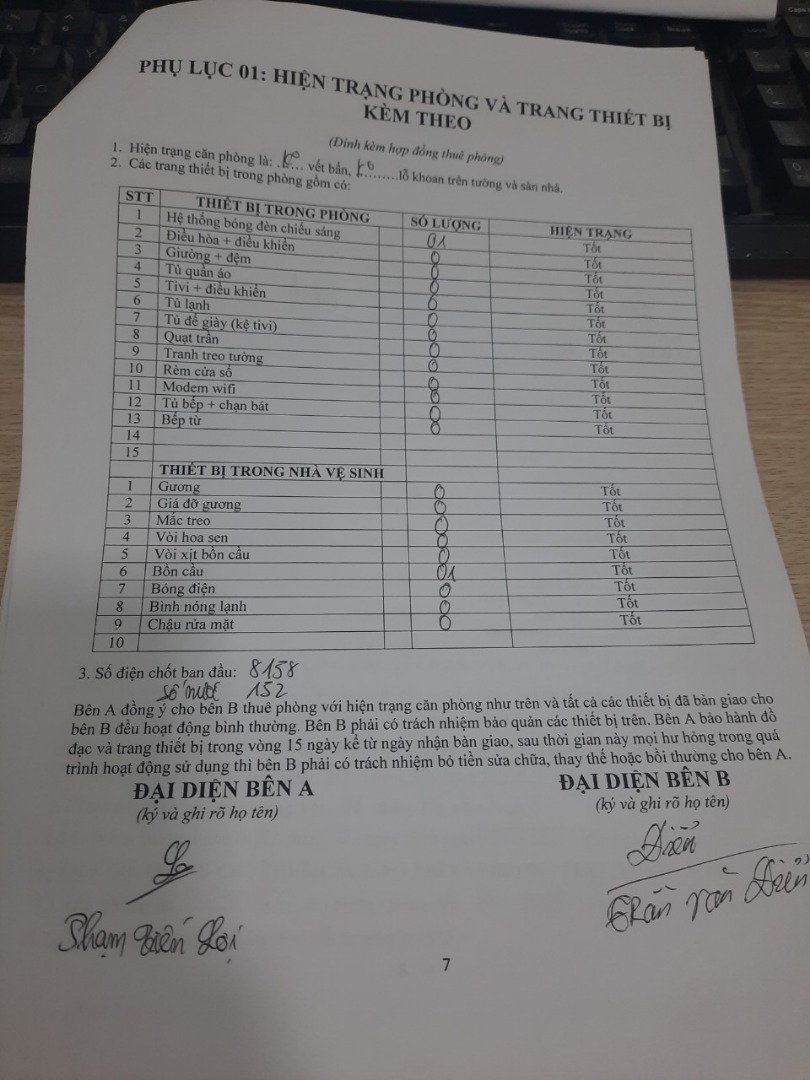 PHỤ LỤC 01: HIỆN TRẠNG PHÒNG VÀ TRANG THIẾT BỊ
KÈM THEO
(Đính kèm hợp đồng thuê phòng)
1. Hiện trạng căn phòng là: .ko... vết bẩn, ko........lỗ khoan trên tường và sàn nhà.
2. Các trang thiết bị trong phòng gồm có:
STT THIẾT BỊ TRONG PHÒNG SỐ LƯỢNG HIỆN TRẠNG
1 Hệ thống bóng đèn chiếu sáng 01 Tốt
2 Điều hòa + điều khiển 0 Tốt
3 Giường + đệm 0 Tốt
4 Tủ quần áo 0 Tốt
5 Tivi + điều khiển 0 Tốt
6 Tủ lạnh 0 Tốt
7 Tủ để giày (kệ tivi) 0 Tốt
8 Quạt trần 0 Tốt
9 Tranh treo tường 0 Tốt
10 Rèm cửa sổ 0 Tốt
11 Modem wifi 0 Tốt
12 Tủ bếp + chạn bát 0 Tốt
13 Bếp từ 0 Tốt
14
15
THIẾT BỊ TRONG NHÀ VỆ SINH
1 Gương 0 Tốt
2 Giá đỡ gương 0 Tốt
3 Mắc treo 0 Tốt
4 Vòi hoa sen 0 Tốt
5 Vòi xịt bồn cầu 0 Tốt
6 Bồn cầu 01 Tốt
7 Bóng điện 0 Tốt
8 Bình nóng lạnh 0 Tốt
9 Chậu rửa mặt 0 Tốt
10
3. Số điện chốt ban đầu: 8158
số nước 152
Bên A đồng ý cho bên B thuê phòng với hiện trạng căn phòng như trên và tất cả các thiết bị đã bàn giao cho
bên B đều hoạt động bình thường. Bên B phải có trách nhiệm bảo quản các thiết bị trên. Bên A bảo hành đồ
đạc và trang thiết bị trong vòng 15 ngày kể từ ngày nhận bàn giao, sau thời gian này mọi hư hỏng trong quá
trình hoạt động sử dụng thì bên B phải có trách nhiệm bỏ tiền sửa chữa, thay thế hoặc bồi thường cho bên A.
ĐẠI DIỆN BÊN A ĐẠI DIỆN BÊN B
(ký và ghi rõ họ tên) (ký và ghi rõ họ tên)
Diễn
Phạm Tiến Lợi Trần Văn Diễn
7